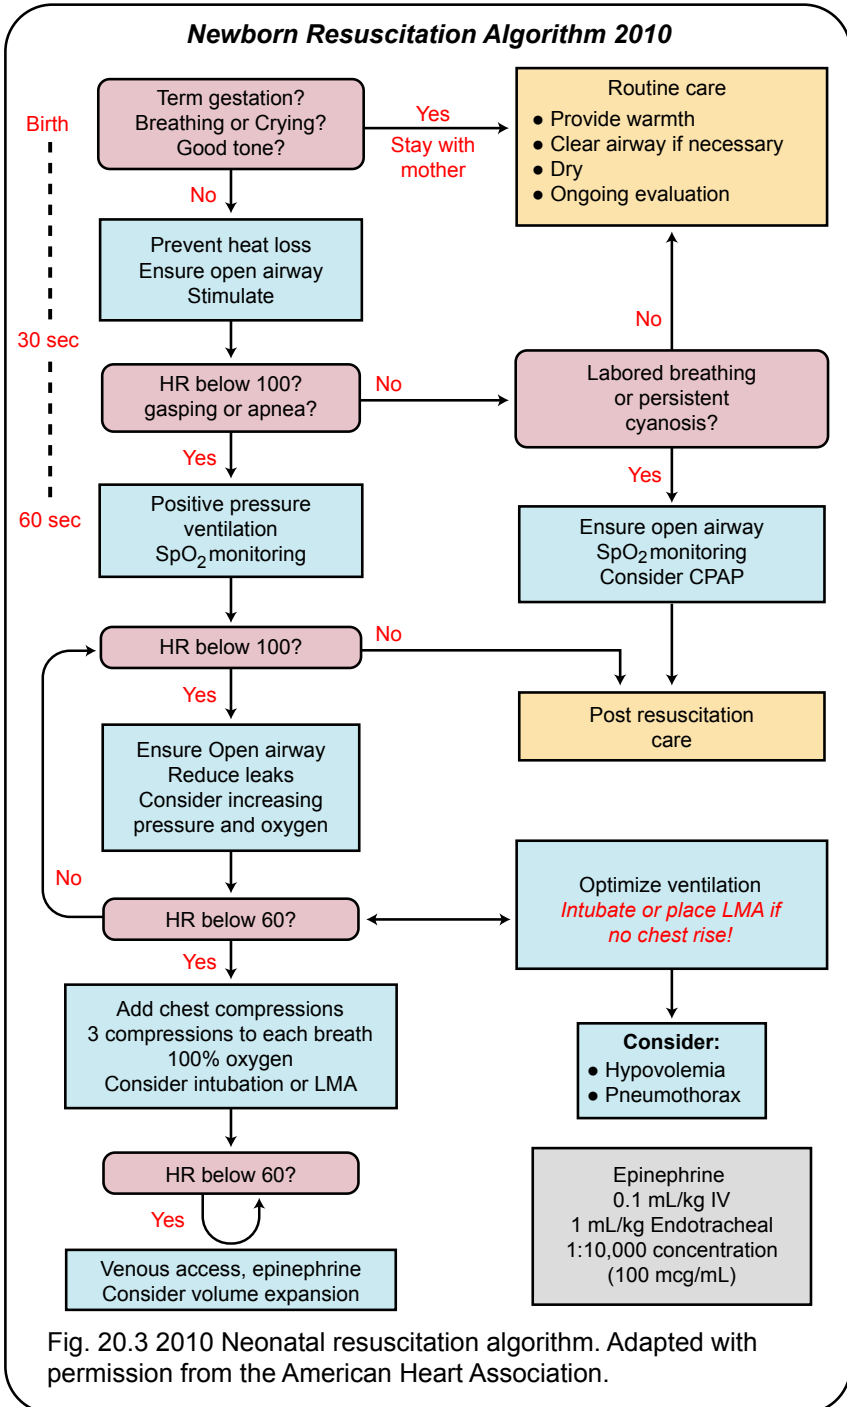 Newborn Resuscitation Algorithm 2010
Birth
30 sec
60 sec
Term gestation?
Breathing or Crying?
Good tone?
Yes
Stay with
mother
Routine care
● Provide warmth
● Clear airway if necessary
● Dry
● Ongoing evaluation
No
Prevent heat loss
Ensure open airway
Stimulate
No
HR below 100?
gasping or apnea?
No
Labored breathing
or persistent
cyanosis?
Yes
Yes
Positive pressure
ventilation
SpO2 monitoring
Ensure open airway
SpO2 monitoring
Consider CPAP
HR below 100?
No
Yes
Post resuscitation
care
Ensure Open airway
Reduce leaks
Consider increasing
pressure and oxygen
No
HR below 60?
Optimize ventilation
Intubate or place LMA if
no chest rise!
Yes
Add chest compressions
3 compressions to each breath
100% oxygen
Consider intubation or LMA
Consider:
● Hypovolemia
● Pneumothorax
HR below 60?
Yes
Venous access, epinephrine
Consider volume expansion
Epinephrine
0.1 mL/kg IV
1 mL/kg Endotracheal
1:10,000 concentration
(100 mcg/mL)
Fig. 20.3 2010 Neonatal resuscitation algorithm. Adapted with
permission from the American Heart Association.